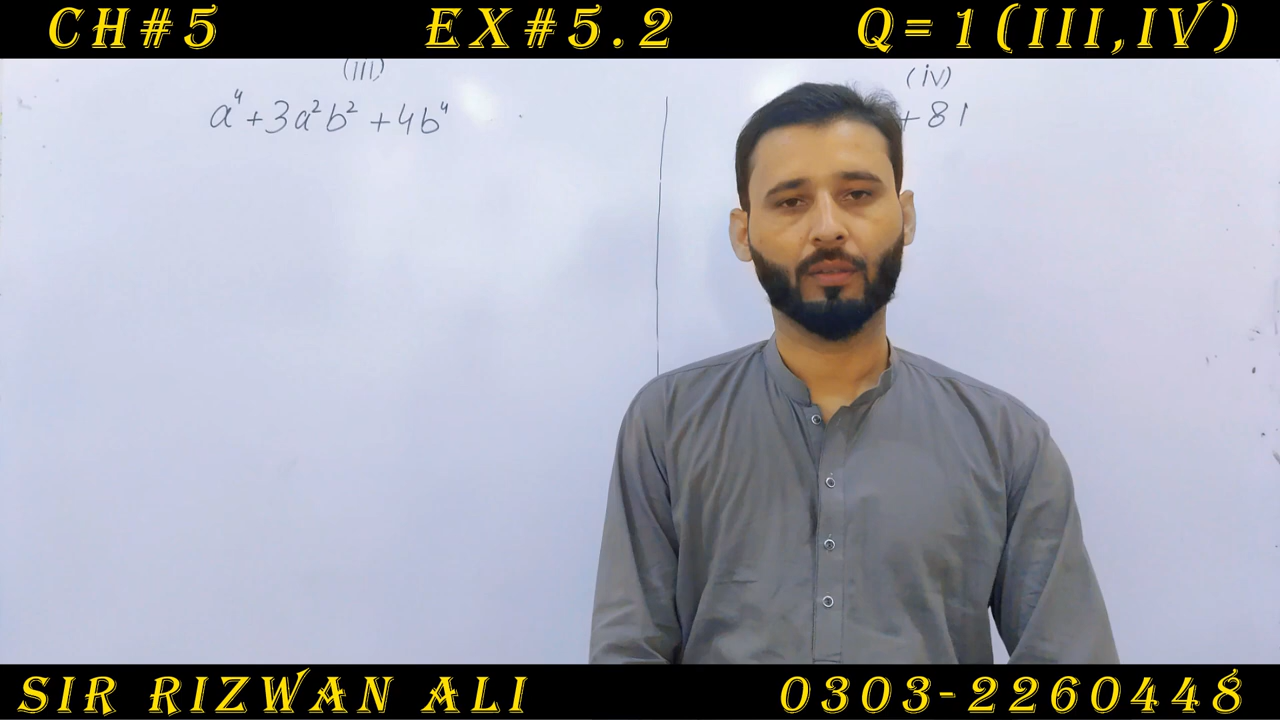 CH#5 EX#5.2 Q=1(III,IV)
(iii)
a⁴+3a²b²+4b⁴
(iv)
+81
SIR RIZWAN ALI 0303-2260448